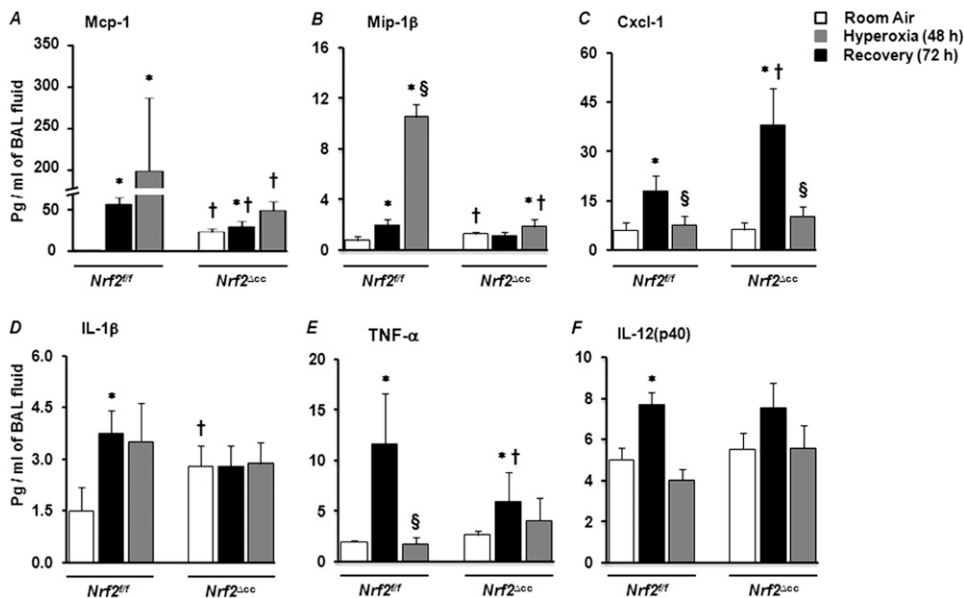 A Mcp-1
Pg / ml of BAL fluid
350
300
250
200
50
0
*
*
†
*†
†
Nrf2f/f
Nrf2Δcc
B Mip-1β
16
12
8
4
0
*
*§
†
*†
Nrf2f/f
Nrf2Δcc
C Cxcl-1
60
45
30
15
0
*
§
*†
§
Nrf2f/f
Nrf2Δcc
Room Air
Hyperoxia (48 h)
Recovery (72 h)
D IL-1β
Pg / ml of BAL fluid
6.0
4.5
3.0
1.5
0.0
*
†
Nrf2f/f
Nrf2Δcc
E TNF-α
20
15
10
5
0
*
§
*†
Nrf2f/f
Nrf2Δcc
F IL-12(p40)
10
8
6
4
2
0
*
Nrf2f/f
Nrf2Δcc